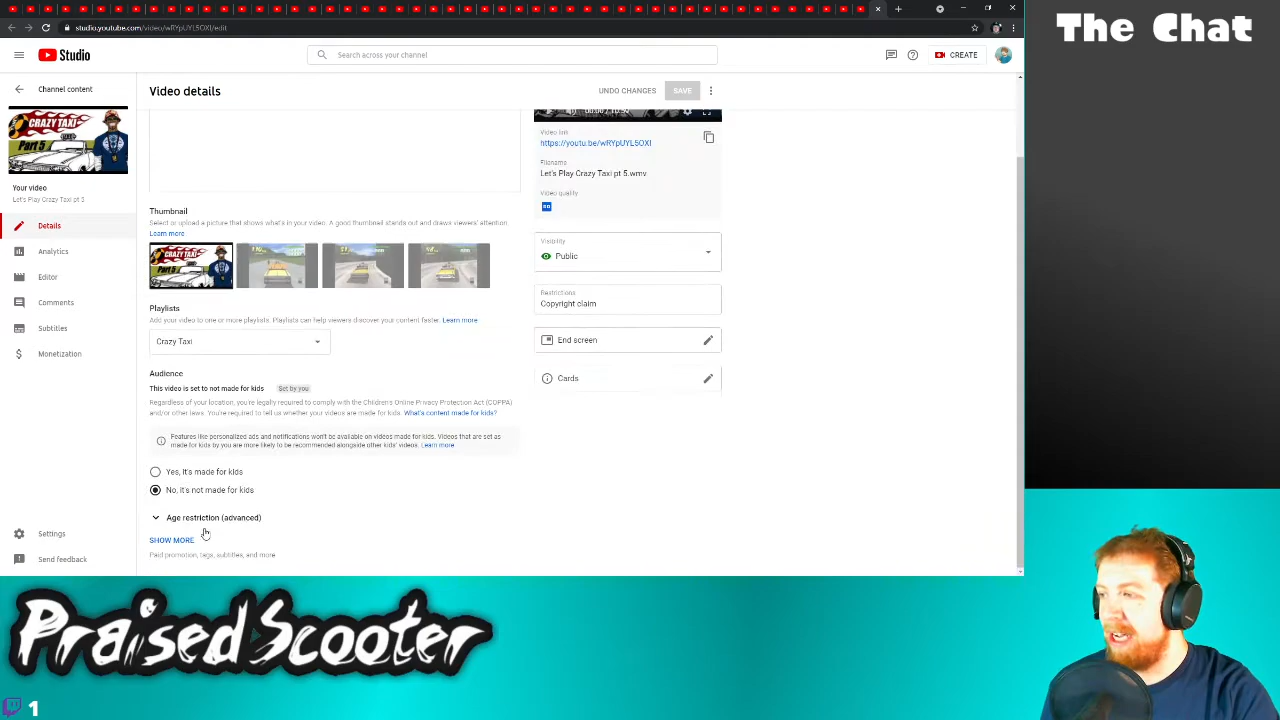 The Chat
studio.youtube.com/video/wRYpUYL5OXI/edit
Studio
Search across your channel
CREATE
Channel content
Video details
UNDO CHANGES
SAVE
CRAZY TAXI
Part 5
Your video
Let's Play Crazy Taxi pt 5
Details
Analytics
Editor
Comments
Subtitles
Monetization
Settings
Send feedback
Thumbnail
Select or upload a picture that shows what's in your video. A good thumbnail stands out and draws viewers' attention.
Learn more
CRAZY TAXI
Part 5
Playlists
Add your video to one or more playlists. Playlists can help viewers discover your content faster. Learn more
Crazy Taxi
Audience
This video is set to not made for kids Set by you
Regardless of your location, you're legally required to comply with the Children's Online Privacy Protection Act (COPPA)
and/or other laws. You're required to tell us whether your videos are made for kids. What's content made for kids?
Features like personalized ads and notifications won't be available on videos made for kids. Videos that are set as
made for kids by you are more likely to be recommended alongside other kids' videos. Learn more
Yes, it's made for kids
No, it's not made for kids
Age restriction (advanced)
SHOW MORE
Paid promotion, tags, subtitles, and more
Video link
https://youtu.be/wRYpUYL5OXI
Filename
Let's Play Crazy Taxi pt 5.wmv
Video quality
SD
Visibility
Public
Restrictions
Copyright claim
End screen
Cards
PraisedScooter
1